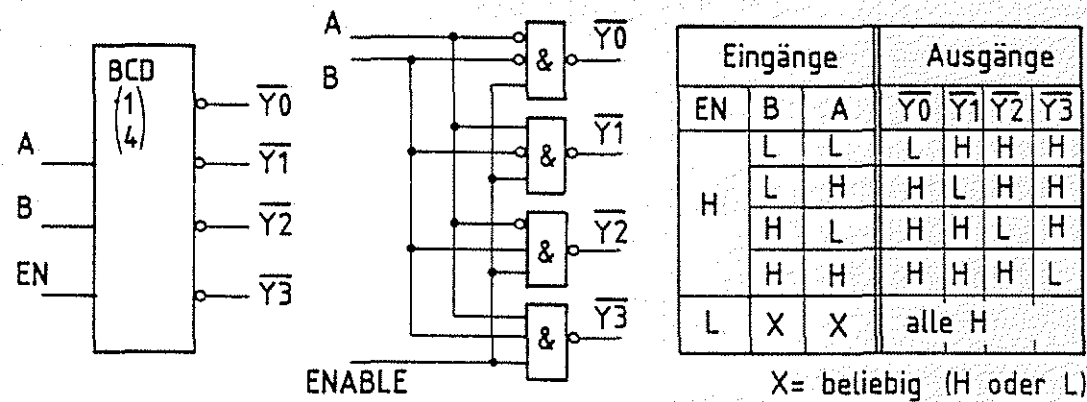 BCD
(1
4)
A
B
EN
Y0
Y1
Y2
Y3
A
B
ENABLE
&
Y0
&
Y1
&
Y2
&
Y3
Eingänge Ausgänge
EN B A Y0 Y1 Y2 Y3
H
L L L H H H
L H H L H H
H L H H L H
H H H H H L
L X X alle H
X= beliebig (H oder L)